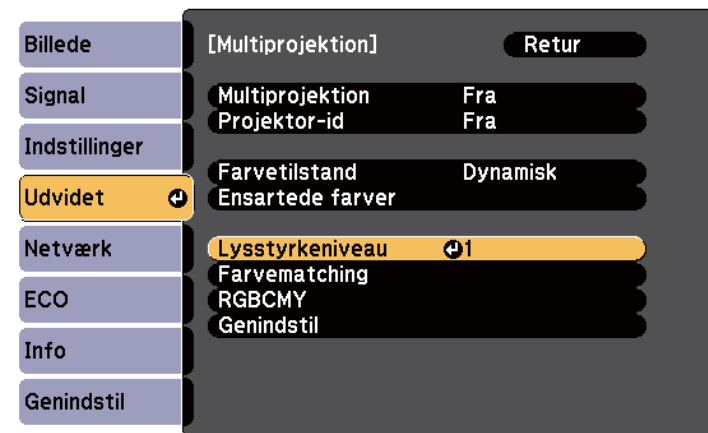 Billede
Signal
Indstillinger
Udvidet
Netværk
ECO
Info
Genindstil
[Multiprojektion] Retur
Multiprojektion Fra
Projektor-id Fra
Farvetilstand Dynamisk
Ensartede farver
Lysstyrkeniveau 1
Farvematching
RGBCMY
Genindstil